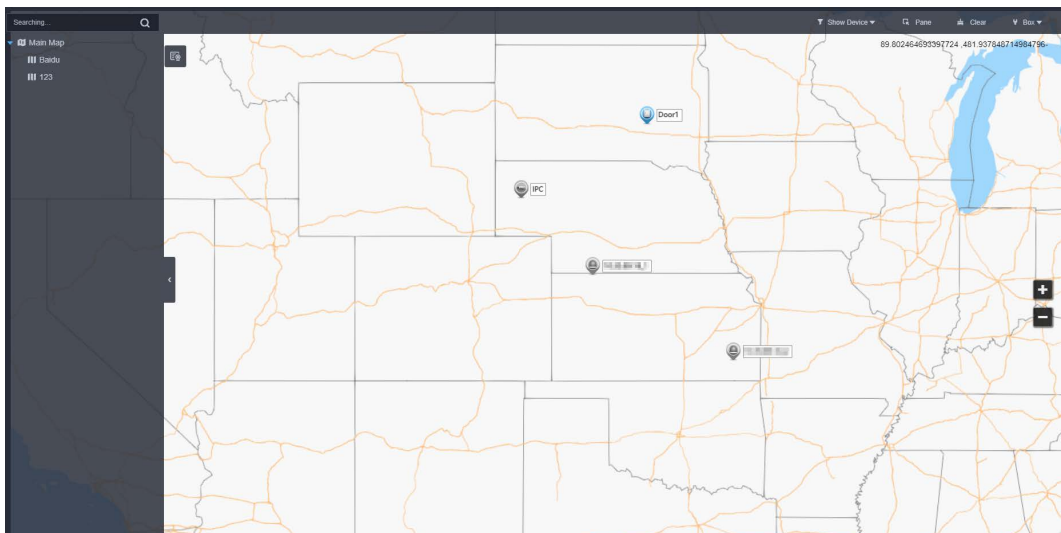 Searching...
Show Device
Pane
Clear
Box
Main Map
Baidu
123
89.802464693397724 ,481.937848714984796-
Door1
IPC